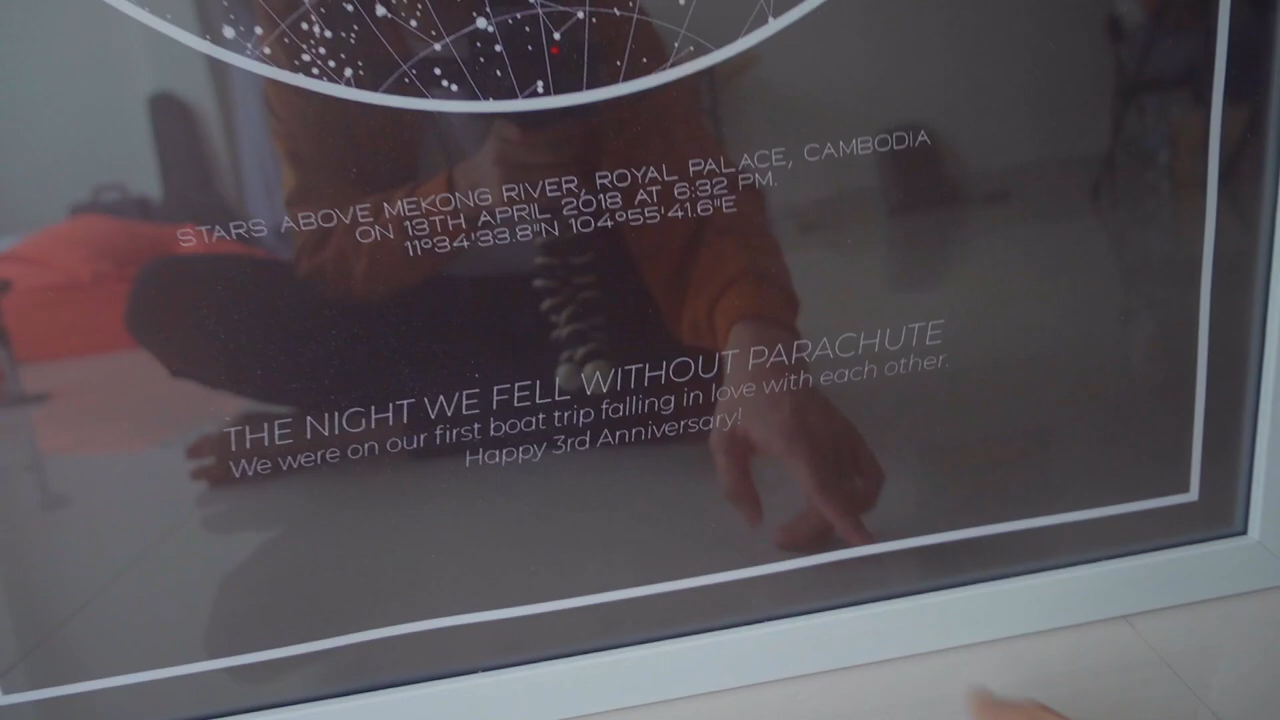 STARS ABOVE MEKONG RIVER, ROYAL PALACE, CAMBODIA
ON 13TH APRIL 2018 AT 6:32 PM.
11°34'33.8"N 104°55'41.6"E
THE NIGHT WE FELL WITHOUT PARACHUTE
We were on our first boat trip falling in love with each other.
Happy 3rd Anniversary!